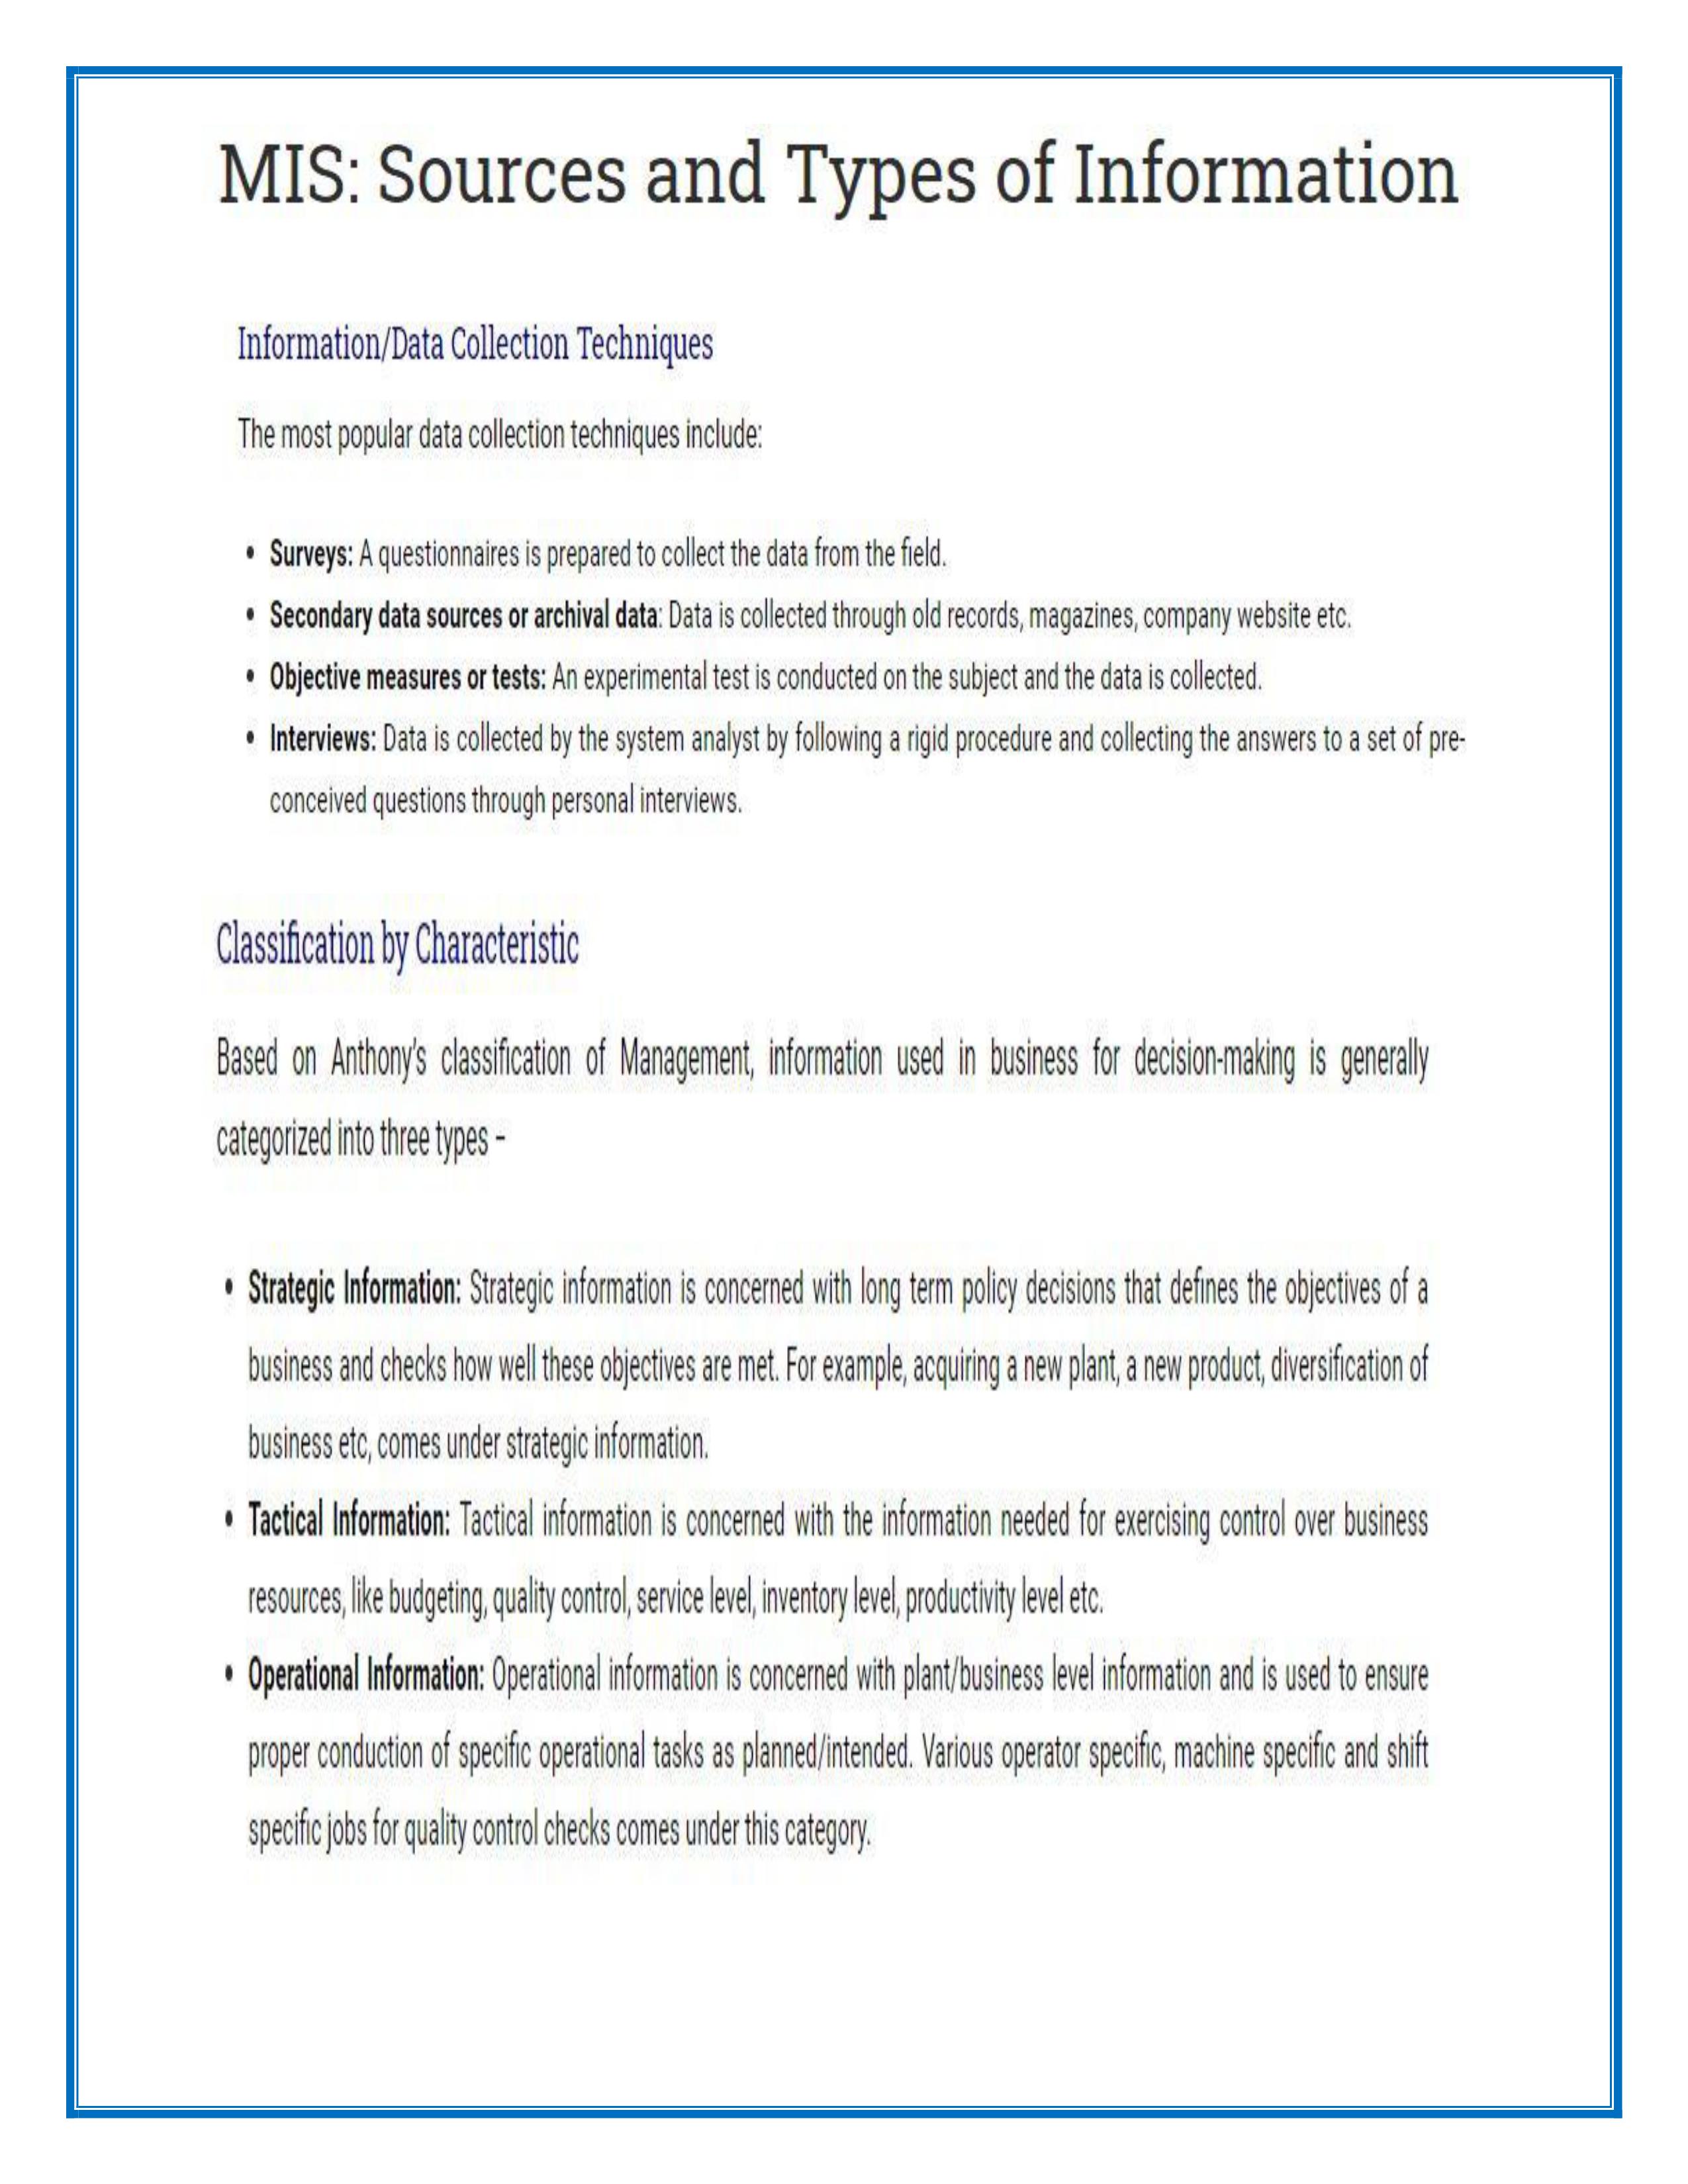 MIS: Sources and Types of Information
Information/Data Collection Techniques
The most popular data collection techniques include:
• Surveys: A questionnaires is prepared to collect the data from the field.
• Secondary data sources or archival data: Data is collected through old records, magazines, company website etc.
• Objective measures or tests: An experimental test is conducted on the subject and the data is collected.
• Interviews: Data is collected by the system analyst by following a rigid procedure and collecting the answers to a set of pre-
conceived questions through personal interviews.
Classification by Characteristic
Based on Anthony's classification of Management, information used in business for decision-making is generally
categorized into three types –
• Strategic Information: Strategic information is concerned with long term policy decisions that defines the objectives of a
business and checks how well these objectives are met. For example, acquiring a new plant, a new product, diversification of
business etc, comes under strategic information.
• Tactical Information: Tactical information is concerned with the information needed for exercising control over business
resources, like budgeting, quality control, service level, inventory level, productivity level etc.
• Operational Information: Operational information is concerned with plant/business level information and is used to ensure
proper conduction of specific operational tasks as planned/intended. Various operator specific, machine specific and shift
specific jobs for quality control checks comes under this category.